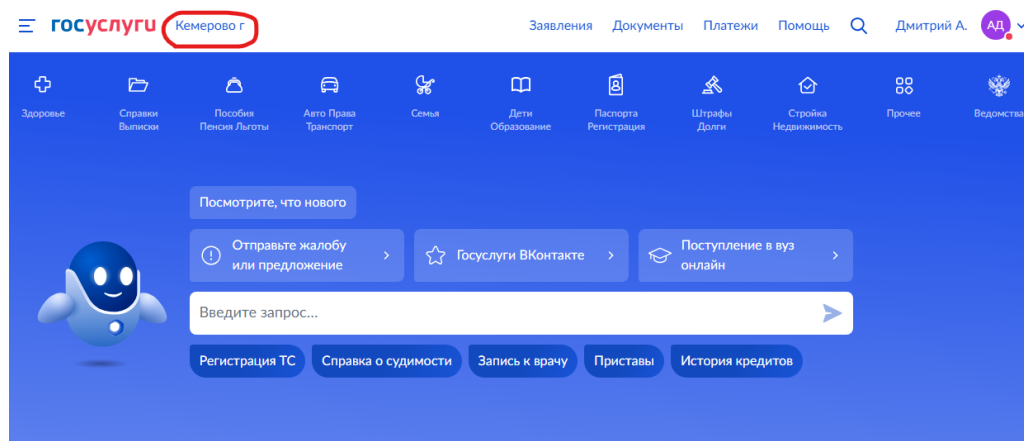 госуслуги Кемерово г Заявления Документы Платежи Помощь Дмитрий А. АД
Здоровье
Справки
Выписки
Пособия
Пенсия Льготы
Авто Права
Транспорт
Семья
Дети
Образование
Паспорта
Регистрация
Штрафы
Долги
Стройка
Недвижимость
Прочее
Ведомства
Посмотрите, что нового
Отправьте жалобу
или предложение
Госуслуги ВКонтакте
Поступление в вуз
онлайн
Введите запрос...
Регистрация ТС Справка о судимости Запись к врачу Приставы История кредитов